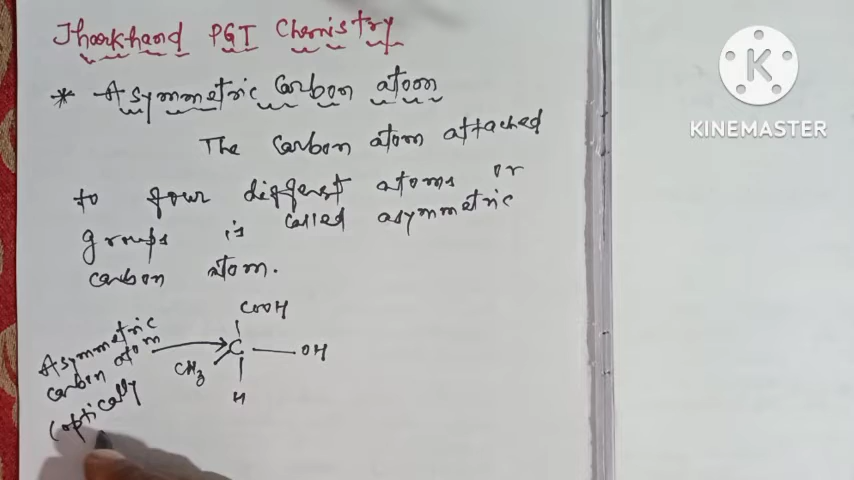 Jharkhand PGT Chemistry
* Asymmetric carbon atom
The carbon atom attached
to four different atoms or
groups is called asymmetric
carbon atom.
COOH
Asymmetric
carbon atom
C
OH
CH3
H
(optically
KINEMASTER